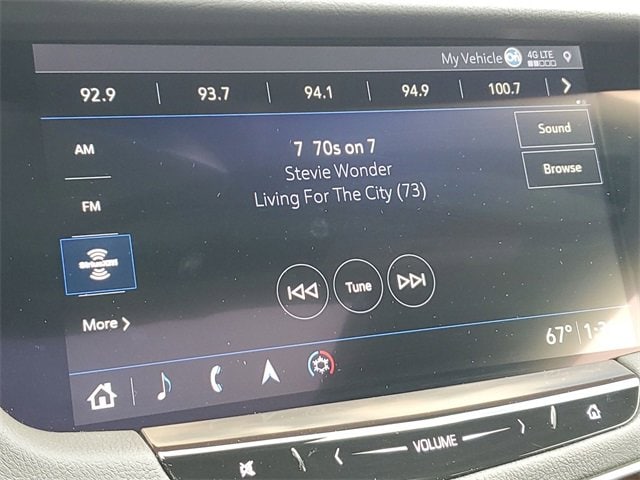 My Vehicle 4G LTE
92.9 93.7 94.1 94.9 100.7
AM
FM
SiriusXM
More
7 70s on 7
Stevie Wonder
Living For The City (73)
Sound
Browse
Tune
67°
VOLUME